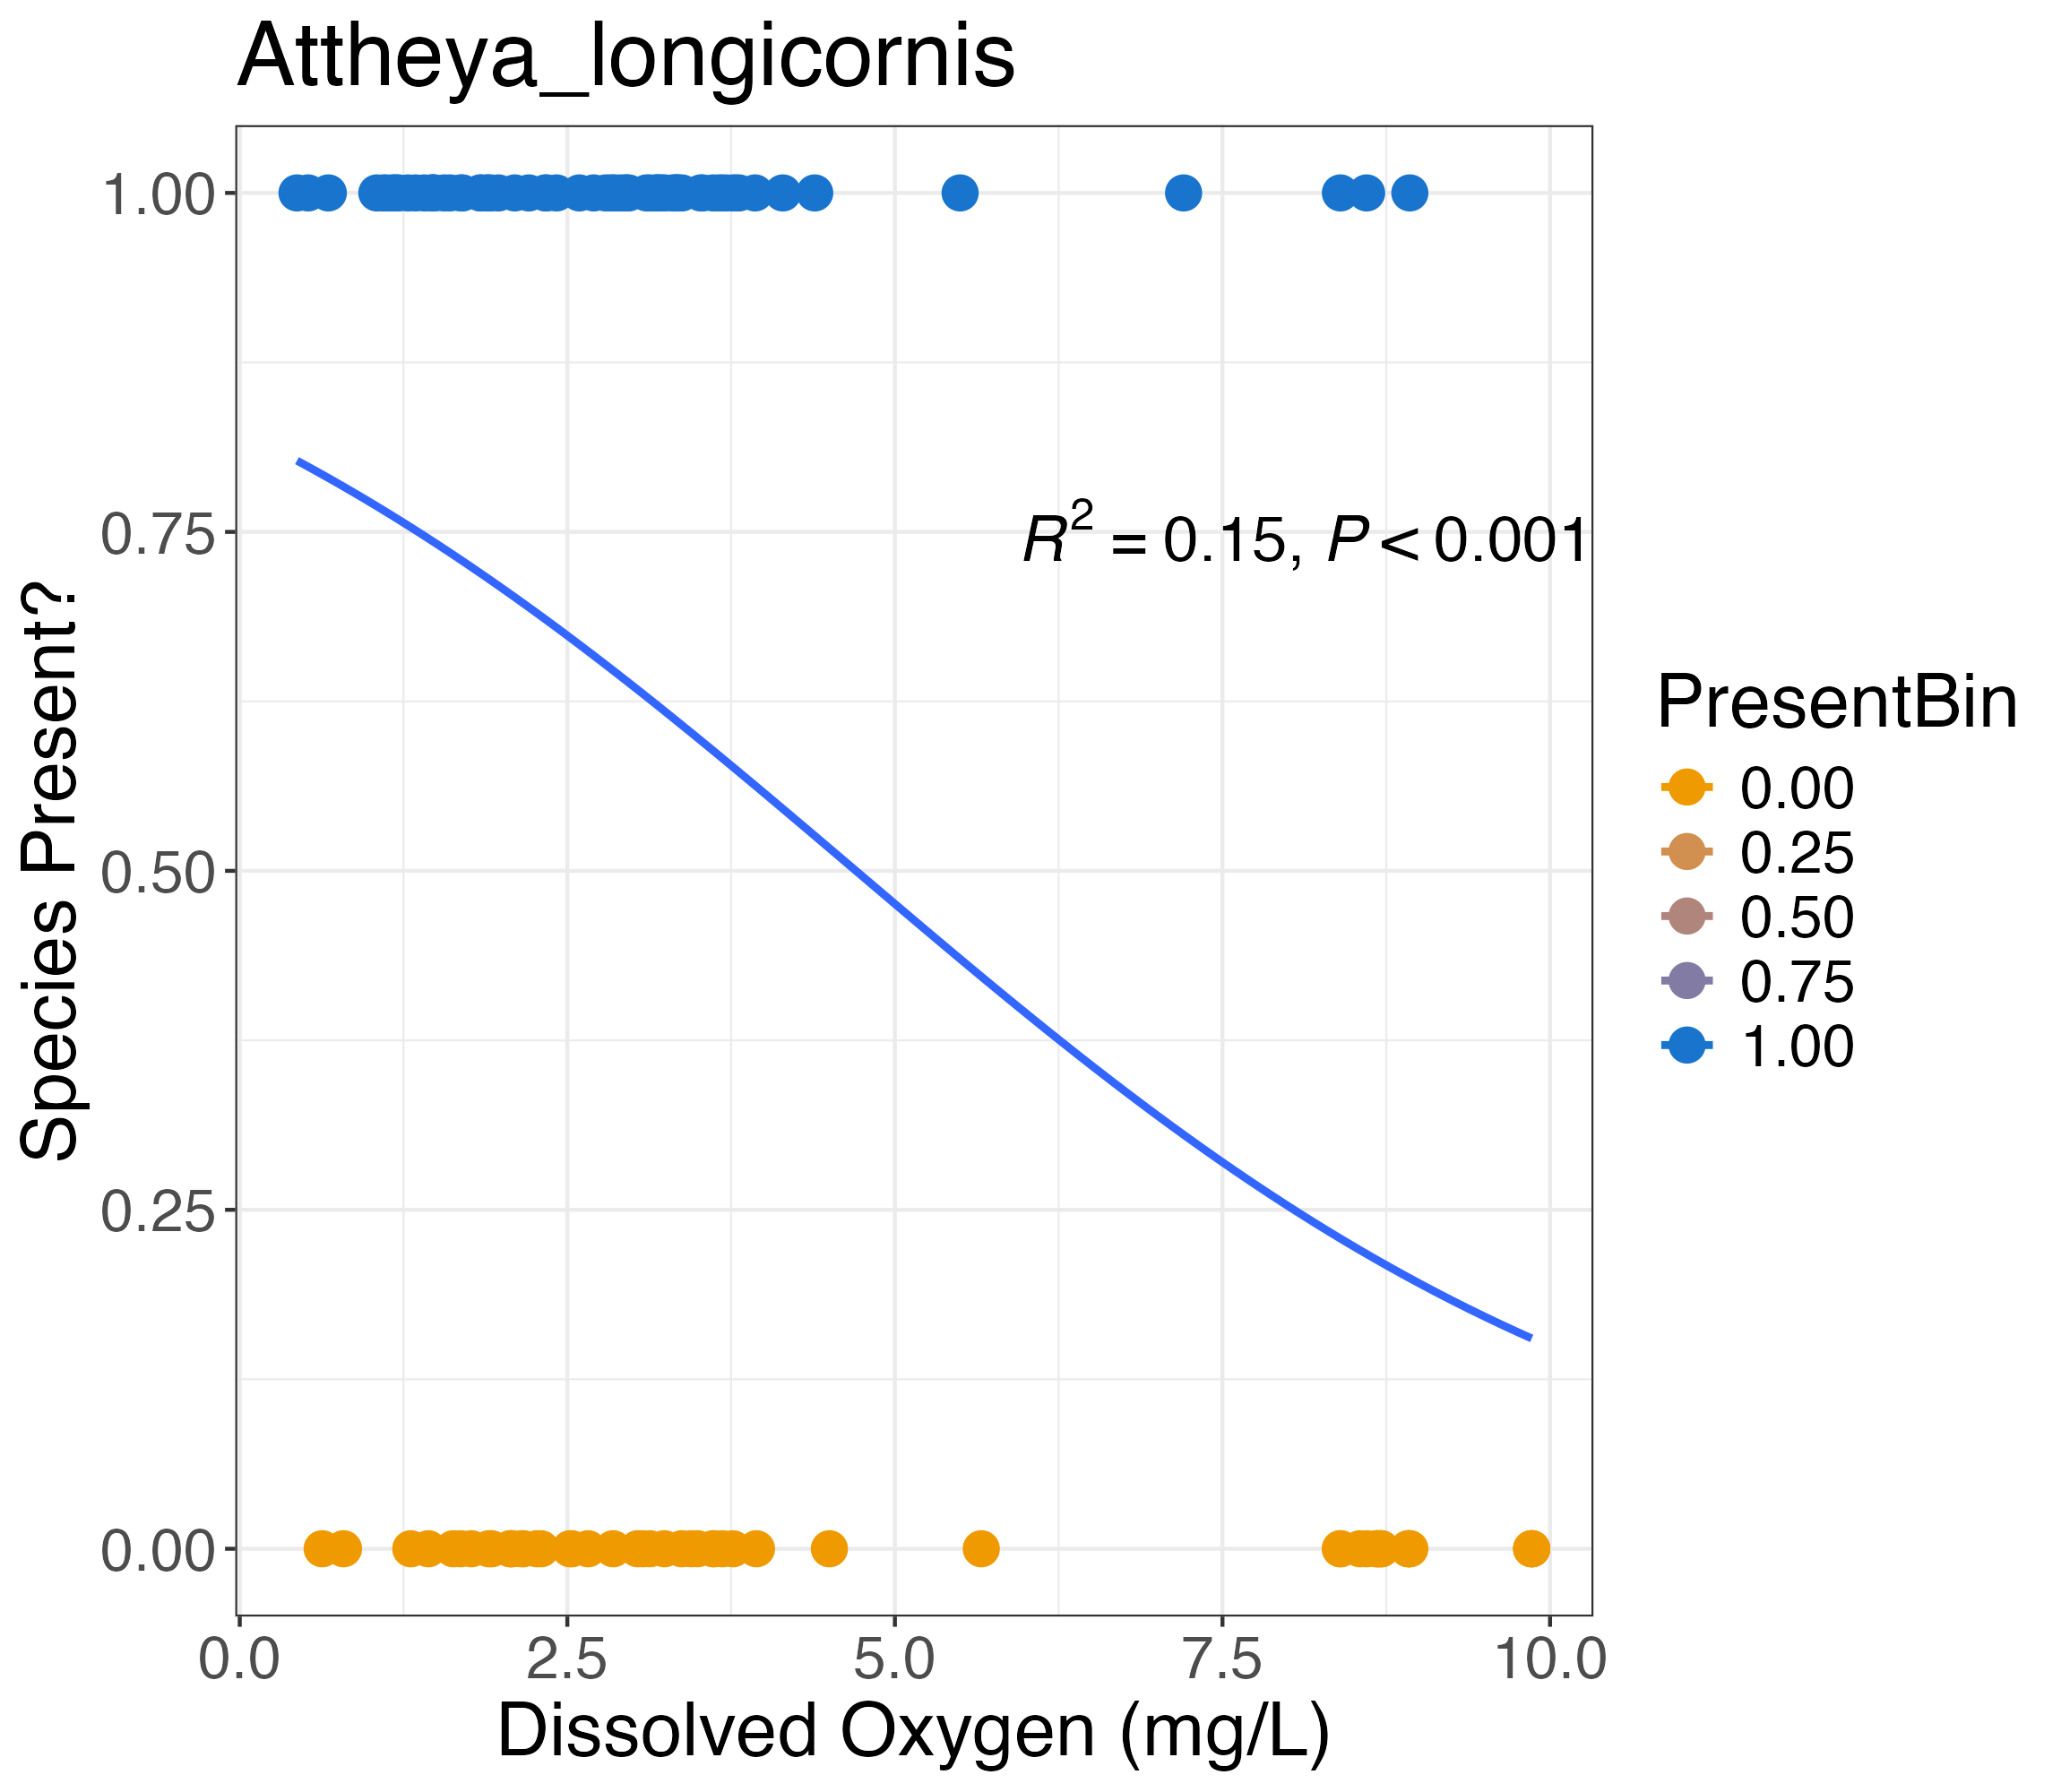 Attheya_longicornis
1.00
0.75
0.50
0.25
0.00
Species Present?
R² = 0.15, P < 0.001
0.0 2.5 5.0 7.5 10.0
Dissolved Oxygen (mg/L)
PresentBin
0.00
0.25
0.50
0.75
1.00